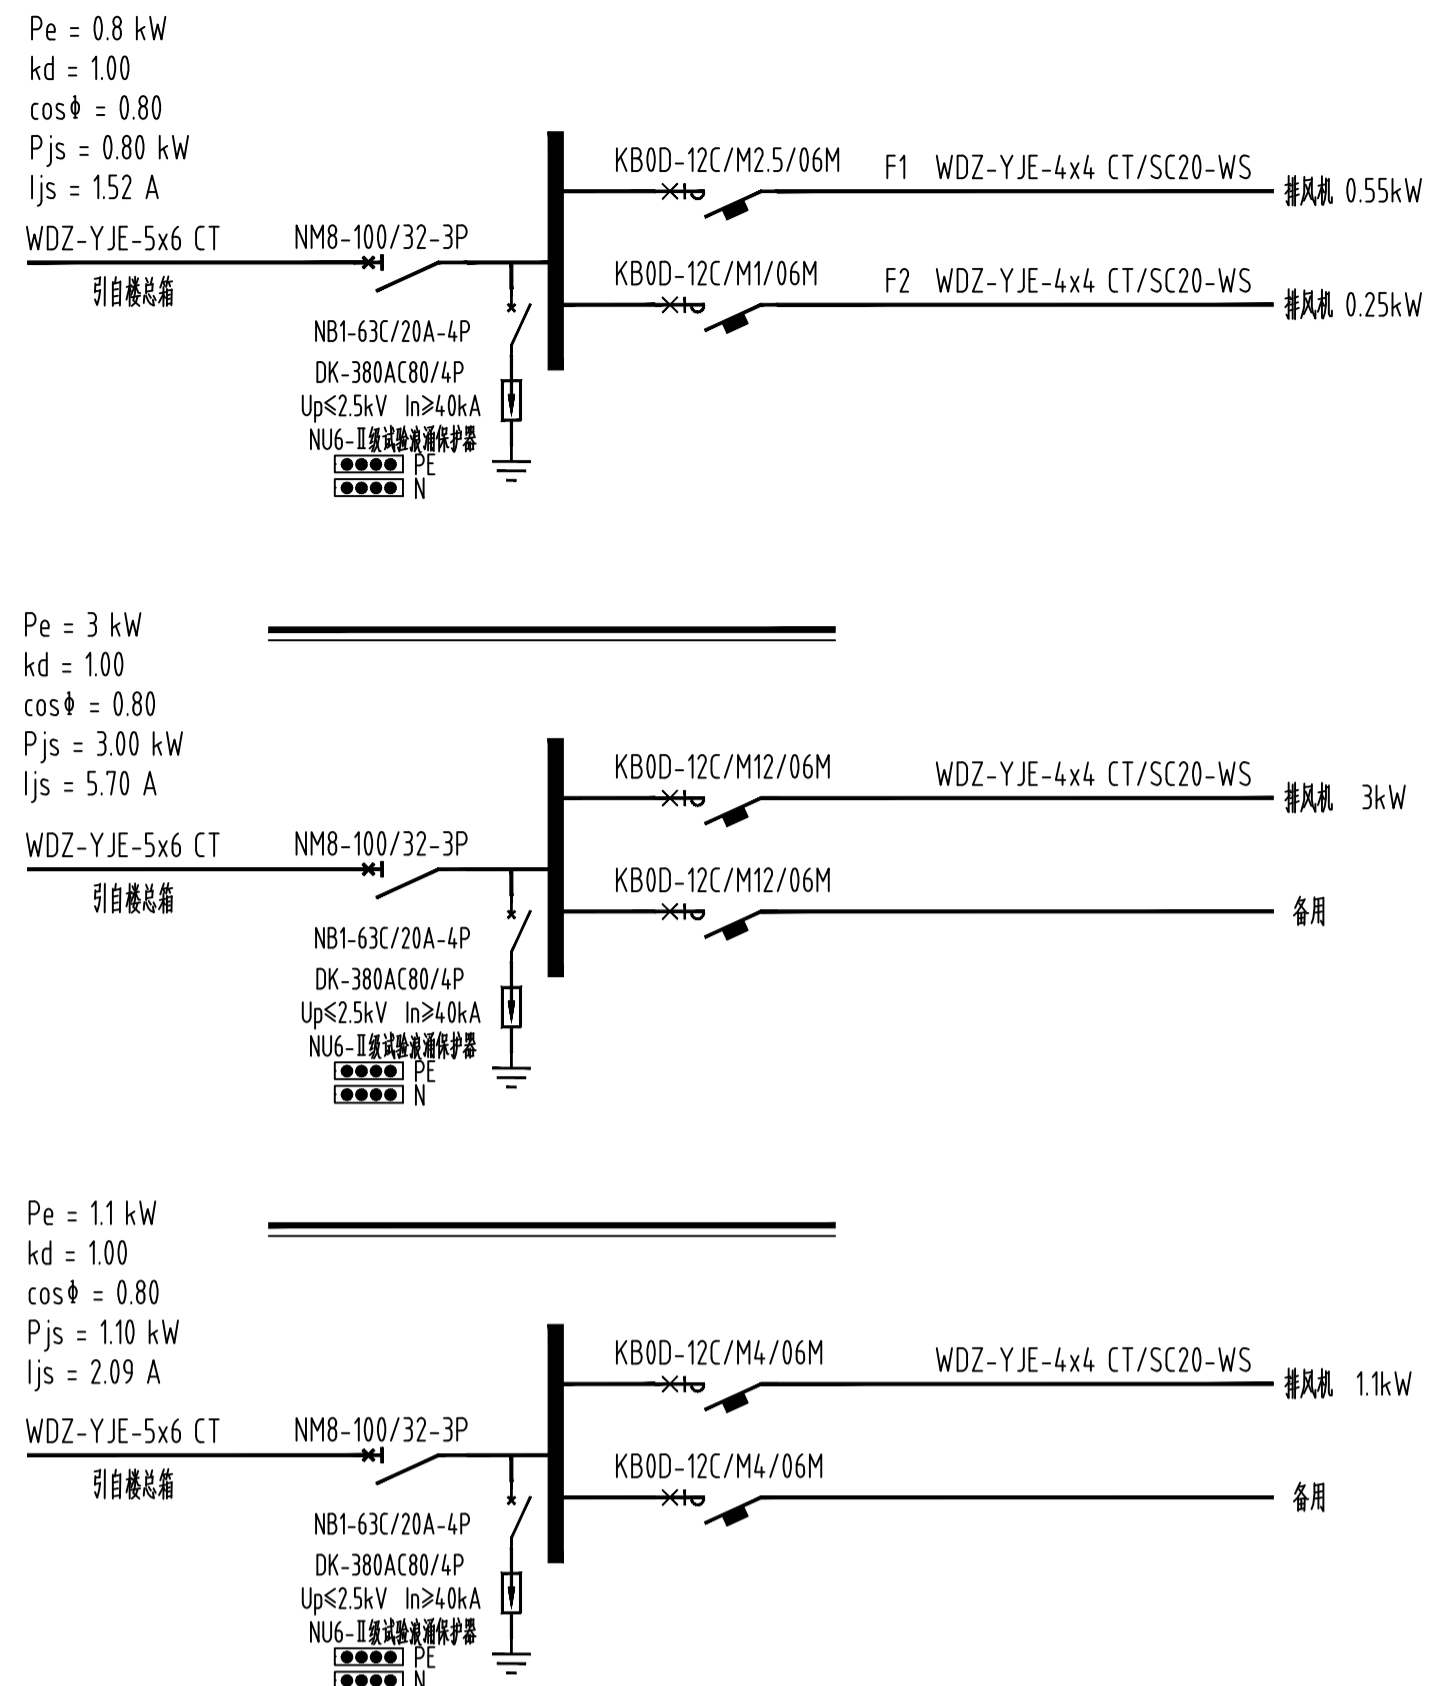 Pe = 0.8 kW
kd = 1.00
cosΦ = 0.80
Pjs = 0.80 kW
Ijs = 1.52 A
WDZ-YJE-5x6 CT
引自楼总箱
NM8-100/32-3P
NB1-63C/20A-4P
DK-380AC80/4P
Up≤2.5kV In≥40kA
NU6-Ⅱ级试验浪涌保护器
PE
N
KB0D-12C/M2.5/06M
F1 WDZ-YJE-4x4 CT/SC20-WS
排风机 0.55kW
KB0D-12C/M1/06M
F2 WDZ-YJE-4x4 CT/SC20-WS
排风机 0.25kW
Pe = 3 kW
kd = 1.00
cosΦ = 0.80
Pjs = 3.00 kW
Ijs = 5.70 A
WDZ-YJE-5x6 CT
引自楼总箱
NM8-100/32-3P
NB1-63C/20A-4P
DK-380AC80/4P
Up≤2.5kV In≥40kA
NU6-Ⅱ级试验浪涌保护器
PE
N
KB0D-12C/M12/06M
WDZ-YJE-4x4 CT/SC20-WS
排风机 3kW
KB0D-12C/M12/06M
备用
Pe = 1.1 kW
kd = 1.00
cosΦ = 0.80
Pjs = 1.10 kW
Ijs = 2.09 A
WDZ-YJE-5x6 CT
引自楼总箱
NM8-100/32-3P
NB1-63C/20A-4P
DK-380AC80/4P
Up≤2.5kV In≥40kA
NU6-Ⅱ级试验浪涌保护器
PE
N
KB0D-12C/M4/06M
WDZ-YJE-4x4 CT/SC20-WS
排风机 1.1kW
KB0D-12C/M4/06M
备用